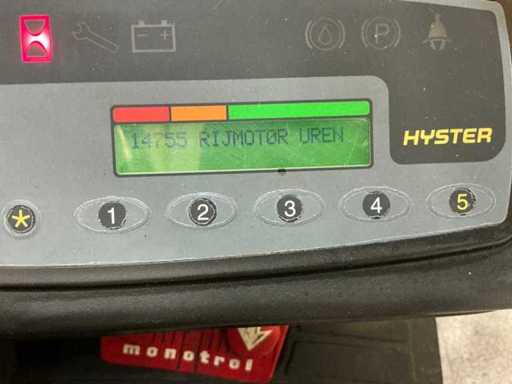 14755 RIJMOTOR UREN
HYSTER
* 1 2 3 4 5
P
monotrol